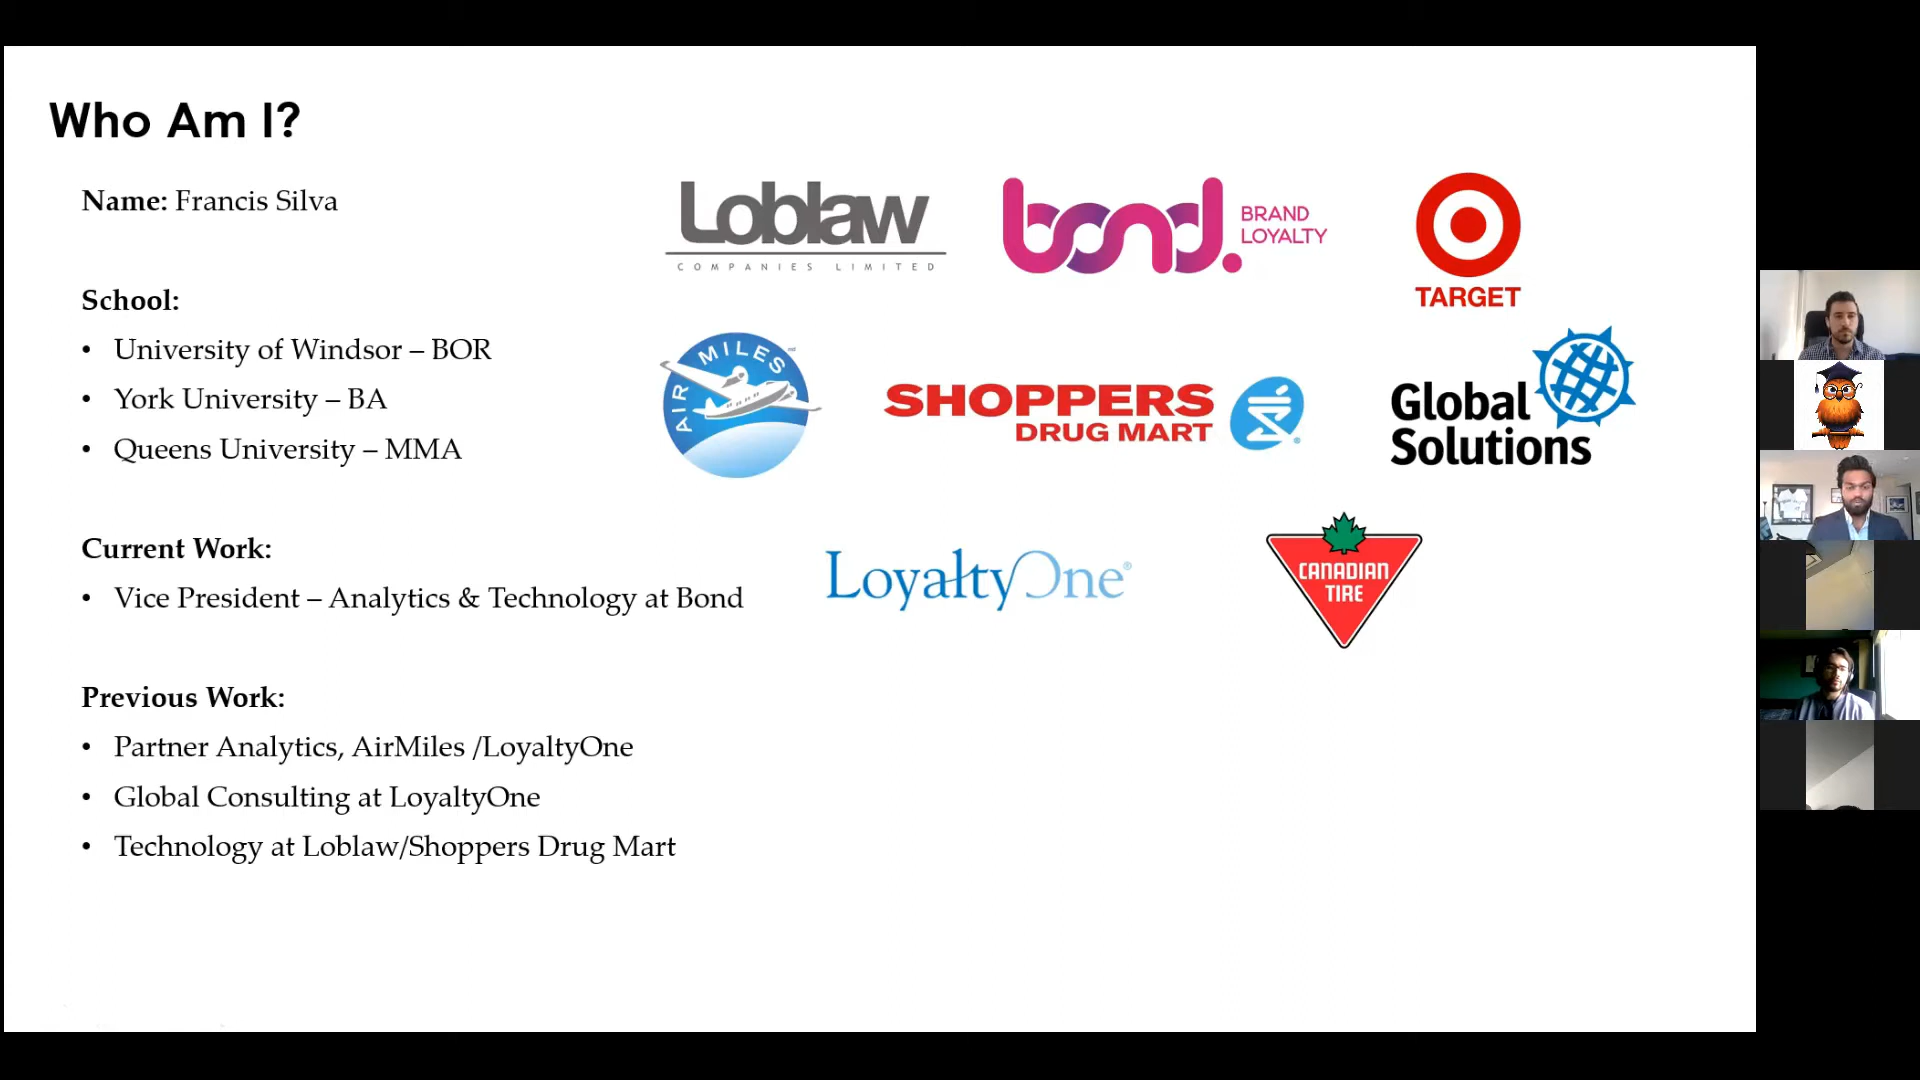 Who Am I?
Name: Francis Silva
School:
• University of Windsor – BOR
• York University – BA
• Queens University – MMA
Current Work:
• Vice President – Analytics & Technology at Bond
Previous Work:
• Partner Analytics, AirMiles /LoyaltyOne
• Global Consulting at LoyaltyOne
• Technology at Loblaw/Shoppers Drug Mart
Loblaw
COMPANIES LIMITED
bond.
BRAND
LOYALTY
TARGET
AIR MILES
SHOPPERS
DRUG MART
Global
Solutions
LoyaltyOne®
CANADIAN
TIRE